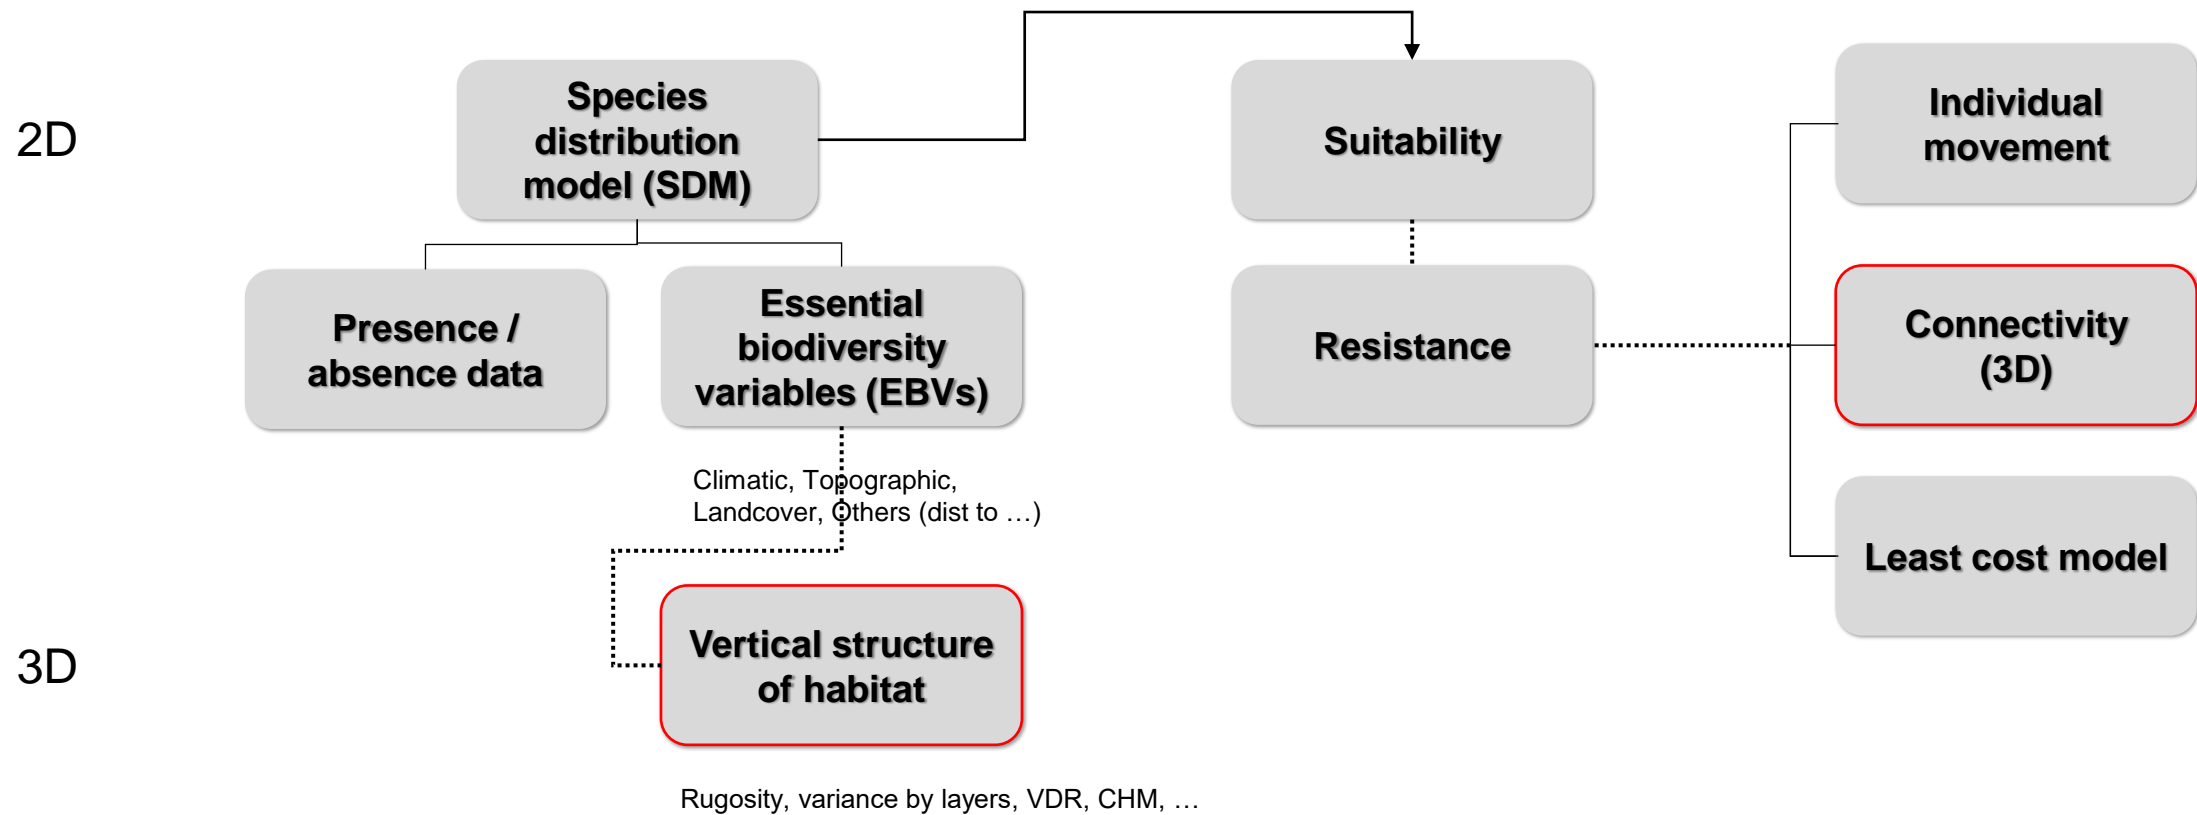 2D
Species
distribution
model (SDM)
Suitability
Individual
movement
Presence /
absence data
Essential
biodiversity
variables (EBVs)
Resistance
Connectivity
(3D)
Climatic, Topographic,
Landcover, Others (dist to …)
Least cost model
3D
Vertical structure
of habitat
Rugosity, variance by layers, VDR, CHM, …